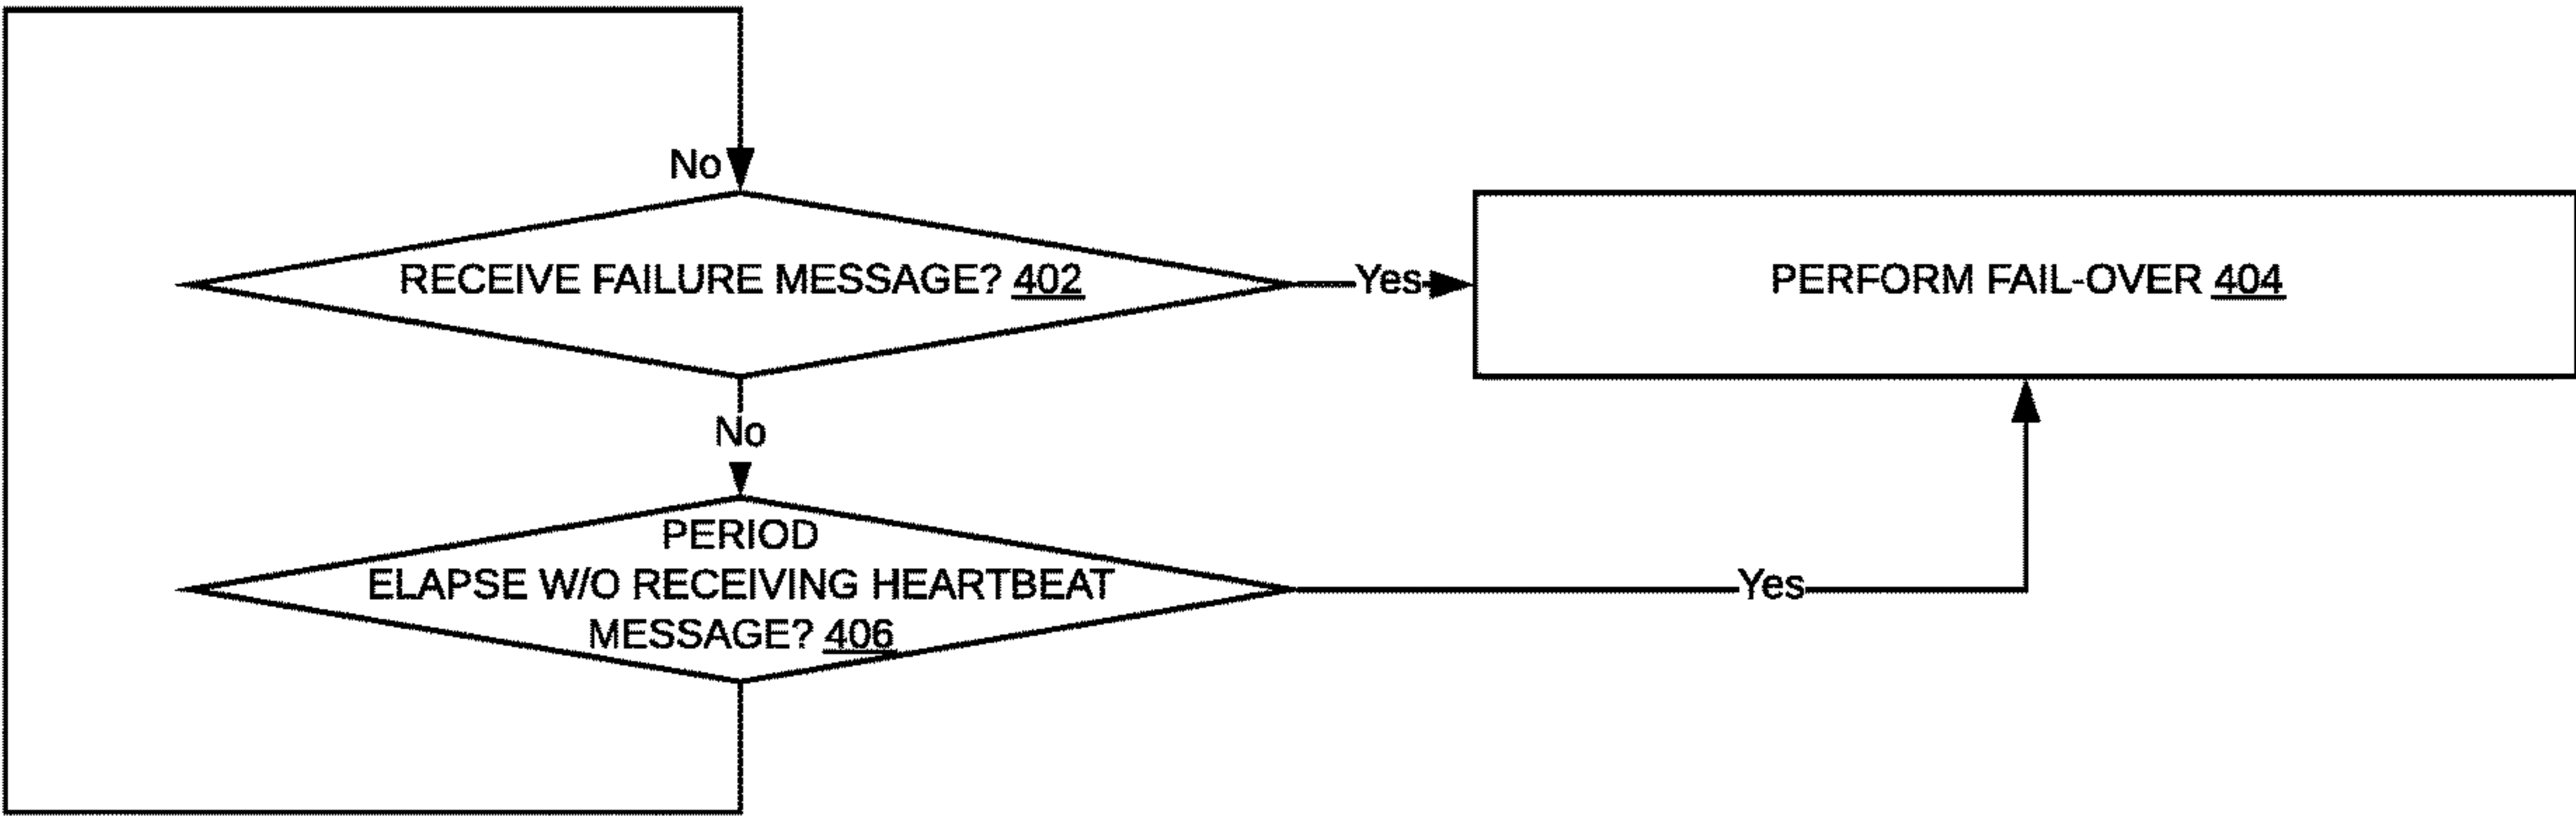 No
RECEIVE FAILURE MESSAGE? 402
Yes
PERFORM FAIL-OVER 404
No
PERIOD
ELAPSE W/O RECEIVING HEARTBEAT
MESSAGE? 406
Yes